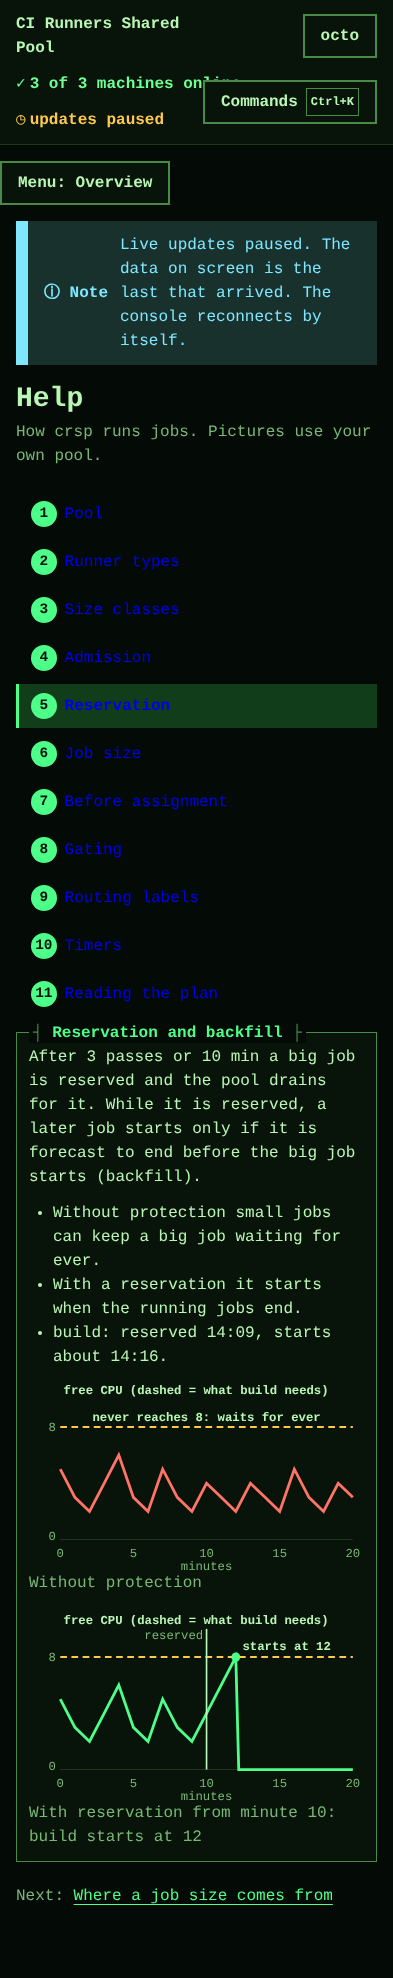 CI Runners Shared
Pool
octo
✓ 3 of 3 machines
Commands Ctrl+K
◷ updates paused
Menu: Overview
ⓘ Note
Live updates paused. The
data on screen is the
last that arrived. The
console reconnects by
itself.
Help
How crsp runs jobs. Pictures use your
own pool.
1 Pool
2 Runner types
3 Size classes
4 Admission
5 Reservation
6 Job size
7 Before assignment
8 Gating
9 Routing labels
10 Timers
11 Reading the plan
┤ Reservation and backfill ├
After 3 passes or 10 min a big job
is reserved and the pool drains
for it. While it is reserved, a
later job starts only if it is
forecast to end before the big job
starts (backfill).
• Without protection small jobs
can keep a big job waiting for
ever.
• With a reservation it starts
when the running jobs end.
• build: reserved 14:09, starts
about 14:16.
free CPU (dashed = what build needs)
never reaches 8: waits for ever
8
0
0 5 10 15 20
minutes
Without protection
free CPU (dashed = what build needs)
reserved
starts at 12
8
0
0 5 10 15 20
minutes
With reservation from minute 10:
build starts at 12
Next: Where a job size comes from